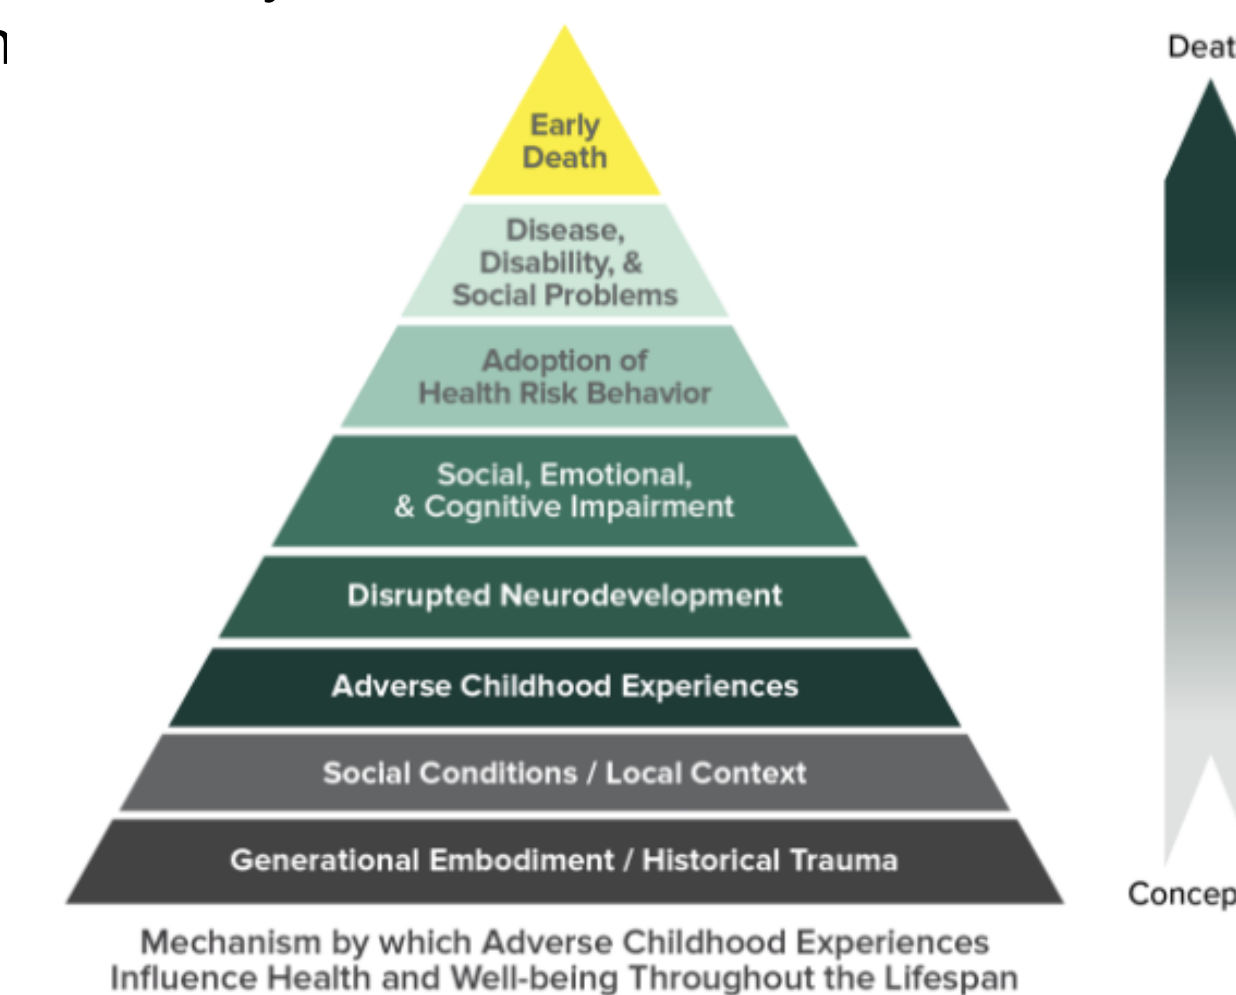 Early
Death
Disease,
Disability, &
Social Problems
Adoption of
Health Risk Behavior
Social, Emotional,
& Cognitive Impairment
Disrupted Neurodevelopment
Adverse Childhood Experiences
Social Conditions / Local Context
Generational Embodiment / Historical Trauma
Mechanism by which Adverse Childhood Experiences
Influence Health and Well-being Throughout the Lifespan
Deat
Concep